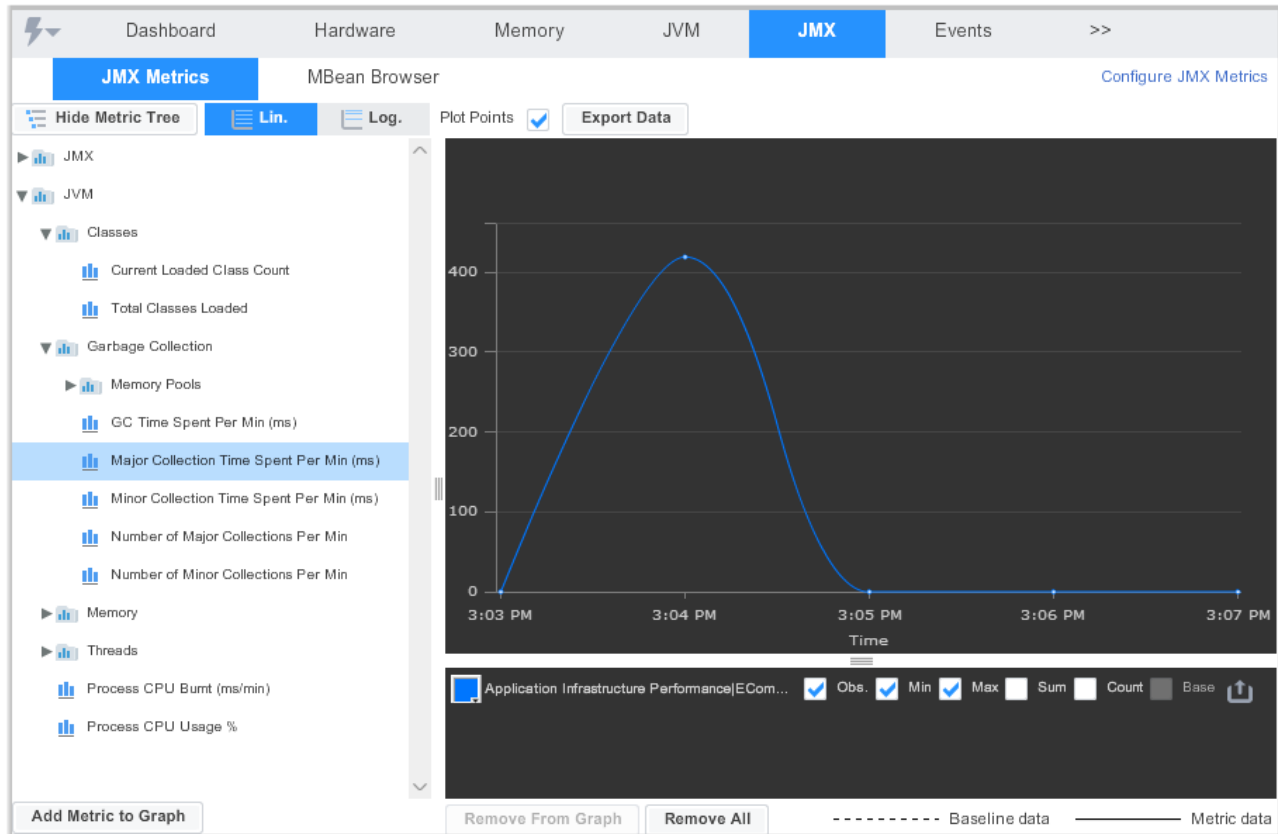 Dashboard Hardware Memory JVM JMX Events >>
JMX Metrics MBean Browser Configure JMX Metrics
Hide Metric Tree Lin. Log. Plot Points Export Data
JMX
JVM
Classes
Current Loaded Class Count
Total Classes Loaded
Garbage Collection
Memory Pools
GC Time Spent Per Min (ms)
Major Collection Time Spent Per Min (ms)
Minor Collection Time Spent Per Min (ms)
Number of Major Collections Per Min
Number of Minor Collections Per Min
Memory
Threads
Process CPU Burnt (ms/min)
Process CPU Usage %
Add Metric to Graph
400
300
200
100
0
3:03 PM 3:04 PM 3:05 PM 3:06 PM 3:07 PM
Time
Application Infrastructure Performance|ECom... Obs. Min Max Sum Count Base
Remove From Graph Remove All Baseline data Metric data